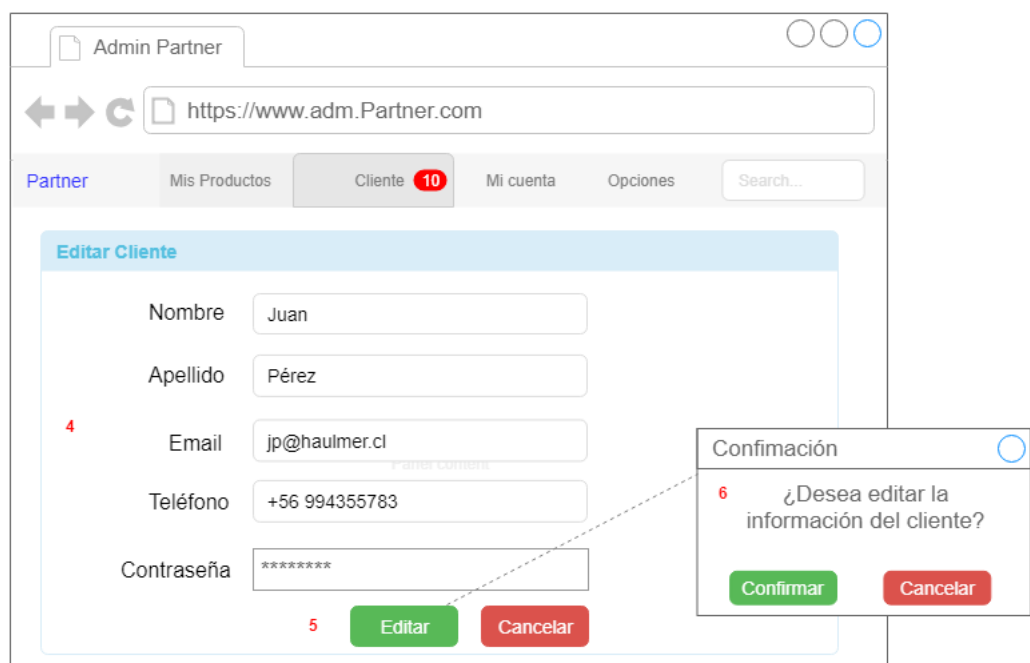 Admin Partner
https://www.adm.Partner.com
Partner Mis Productos Cliente 10 Mi cuenta Opciones Search...
Editar Cliente
Nombre Juan
Apellido Pérez
4
Email jp@haulmer.cl
Panel content
Teléfono +56 994355783
Contraseña ********
5 Editar Cancelar
Confimación
6 ¿Desea editar la
información del cliente?
Confirmar Cancelar